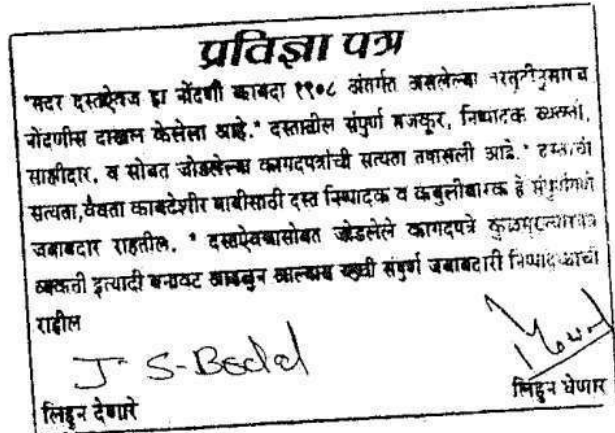 प्रतिज्ञा पत्र
"सदर दस्तऐवज हा नोंदणी कायदा १९०८ अंतर्गत असलेल्या तरतुदीनुसारच
नोंदणीस दाखल केलेला आहे." दस्तातील संपुर्ण मजकूर, निष्पादक व्यक्ती,
साक्षीदार, व सोबत जोडलेल्या कागदपत्रांची सत्यता तपासली आहे. " दस्ताची
सत्यता,वैधता कायदेशीर बाबीसाठी दस्त निष्पादक व कबुलीधारक हे संपुर्णपणे
जबाबदार राहतील. " दस्तऐवजासोबत जोडलेले कागदपत्रे कुळमुखत्यारपत्र
व्यक्ती इत्यादी बनावट आढळुन आल्यास याची संपुर्ण जबाबदारी निष्पादकाची
राहील
लिहुन देणारे
लिहुन घेणार